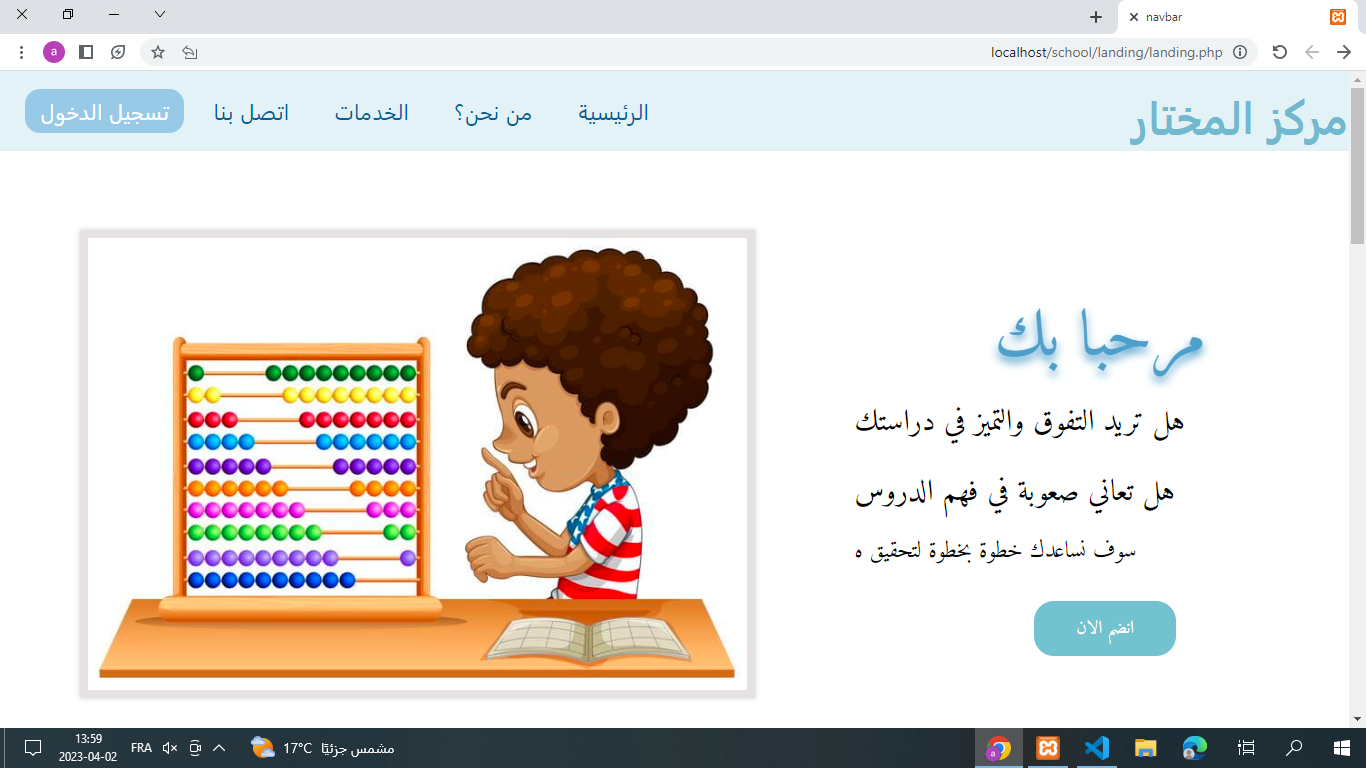 navbar
a
localhost/school/landing/landing.php
مركز المختار
الرئيسية
من نحن؟
الخدمات
اتصل بنا
تسجيل الدخول
مرحبا بك
هل تريد التفوق والتميز في دراستك
هل تعاني صعوبة في فهم الدروس
سوف نساعدك خطوة بخطوة لتحقيق ه
انضم الان
13:59
2023-04-02
FRA
17°C مشمس جزئيًا
a